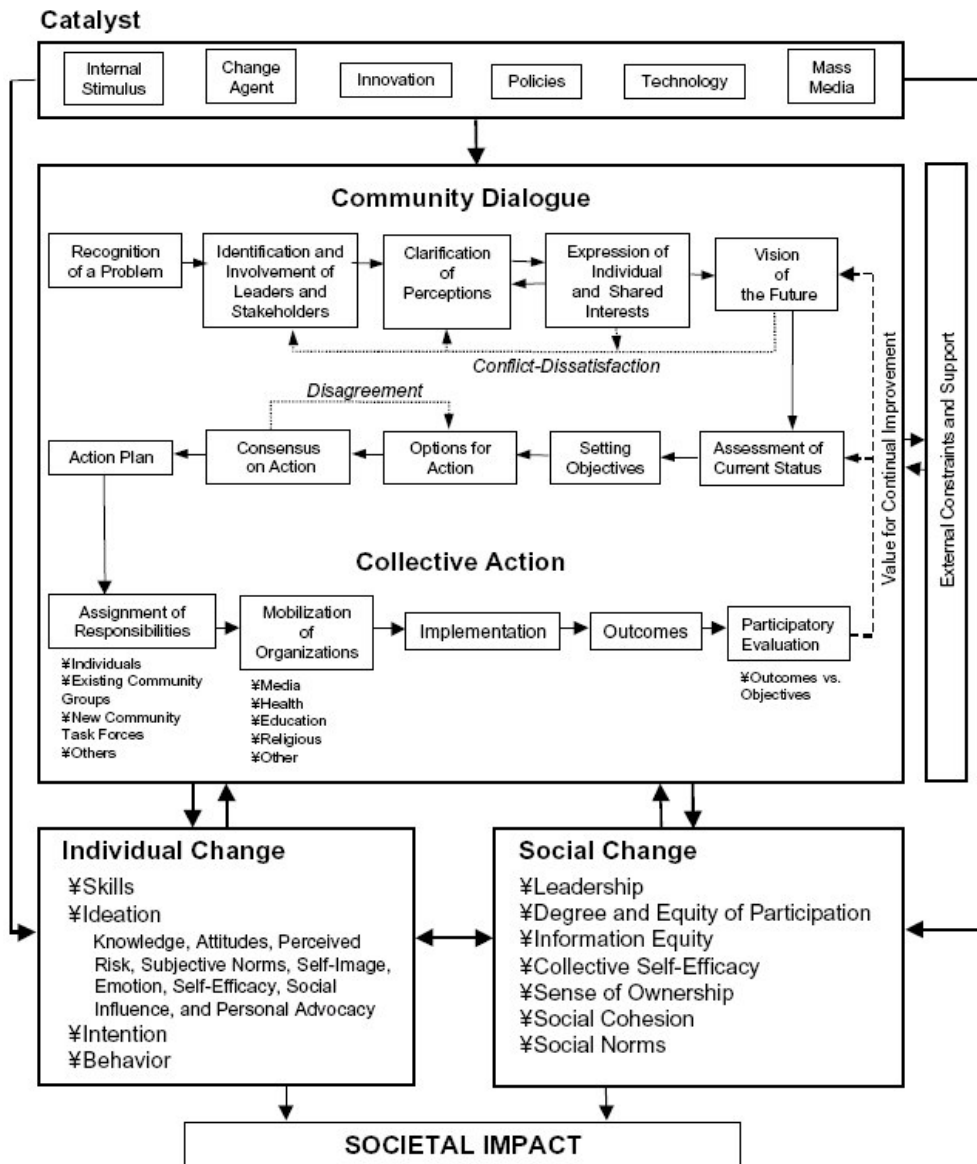 Catalyst
Internal
Stimulus
Change
Agent
Innovation
Policies
Technology
Mass
Media
Community Dialogue
Recognition
of a Problem
Identification and
Involvement of
Leaders and
Stakeholders
Clarification
of
Perceptions
Expression of
Individual
and Shared
Interests
Vision
of
the Future
Conflict-Dissatisfaction
Disagreement
Action Plan
Consensus
on Action
Options for
Action
Setting
Objectives
Assessment of
Current Status
Value for Continual Improvement
External Constraints and Support
Collective Action
Assignment of
Responsibilities
¥Individuals
¥Existing Community
Groups
¥New Community
Task Forces
¥Others
Mobilization
of
Organizations
¥Media
¥Health
¥Education
¥Religious
¥Other
Implementation
Outcomes
Participatory
Evaluation
¥Outcomes vs.
Objectives
Individual Change
¥Skills
¥Ideation
Knowledge, Attitudes, Perceived
Risk, Subjective Norms, Self-Image,
Emotion, Self-Efficacy, Social
Influence, and Personal Advocacy
¥Intention
¥Behavior
Social Change
¥Leadership
¥Degree and Equity of Participation
¥Information Equity
¥Collective Self-Efficacy
¥Sense of Ownership
¥Social Cohesion
¥Social Norms
SOCIETAL IMPACT